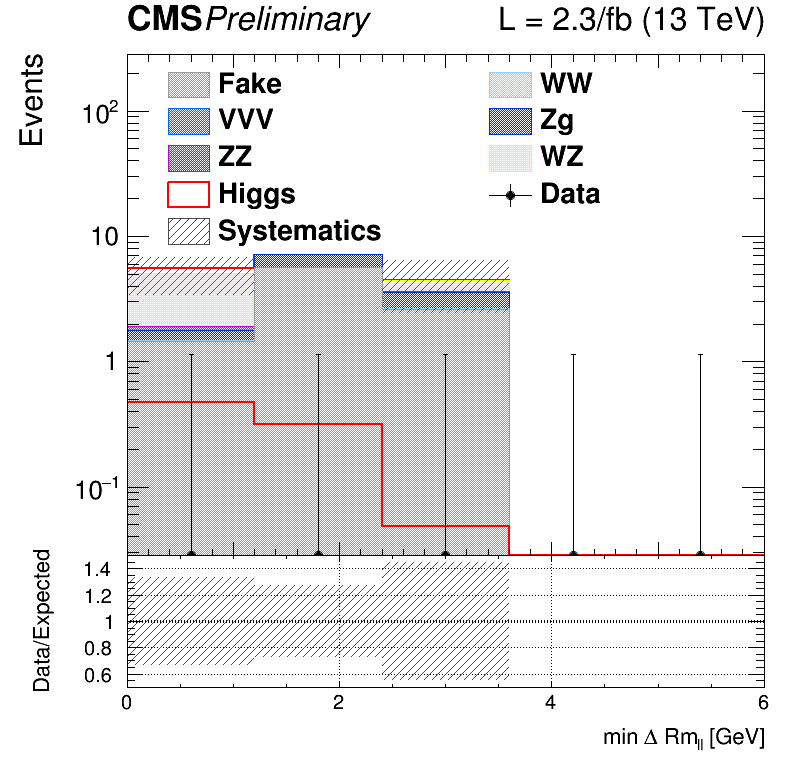 CMS Preliminary L = 2.3/fb (13 TeV)
Events
10²
10
1
10⁻¹
Fake WW
VVV Zg
ZZ WZ
Higgs Data
Systematics
Data/Expected
1.4
1.2
1
0.8
0.6
0 2 4 6
min Δ Rm_ll [GeV]